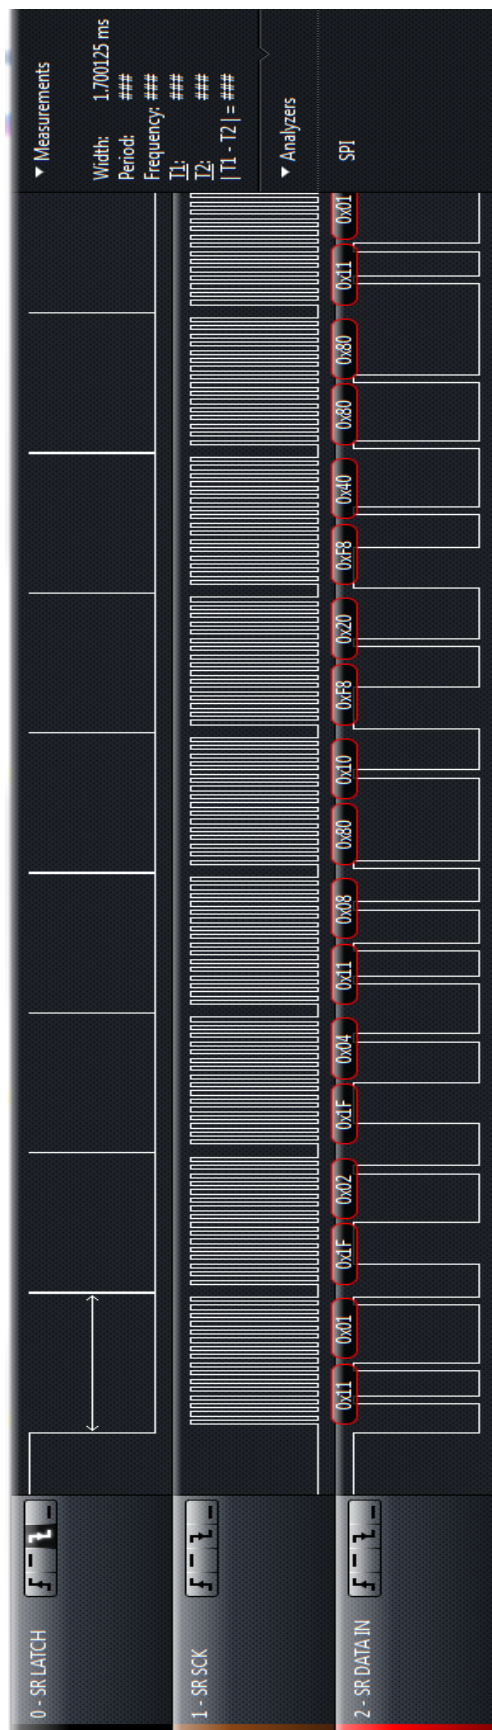 0 - SR LATCH
1 - SR SCK
2 - SR DATA IN
0x11
0x01
0x1F
0x02
0x1F
0x04
0x11
0x08
0x80
0x10
0xF8
0x20
0xF8
0x40
0x80
0x80
0x11
0x01
▼ Measurements
Width: 1.700125 ms
Period: ###
Frequency: ###
T1: ###
T2: ###
| T1 - T2 | = ###
▼ Analyzers
SPI